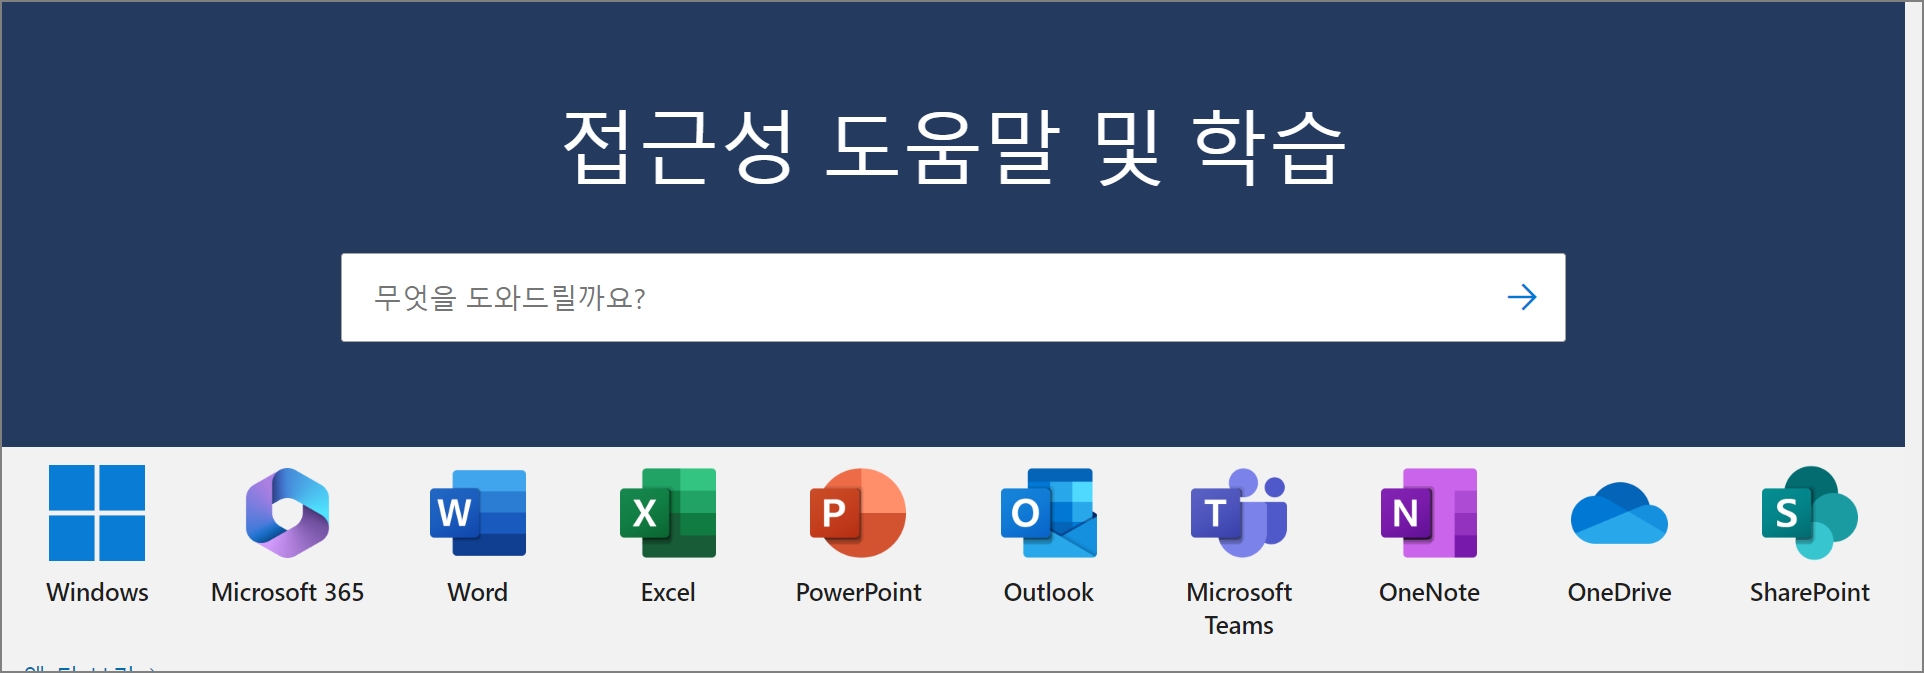 접근성 도움말 및 학습
무엇을 도와드릴까요?
W X P O T N S
Windows Microsoft 365 Word Excel PowerPoint Outlook Microsoft OneNote OneDrive SharePoint
Teams